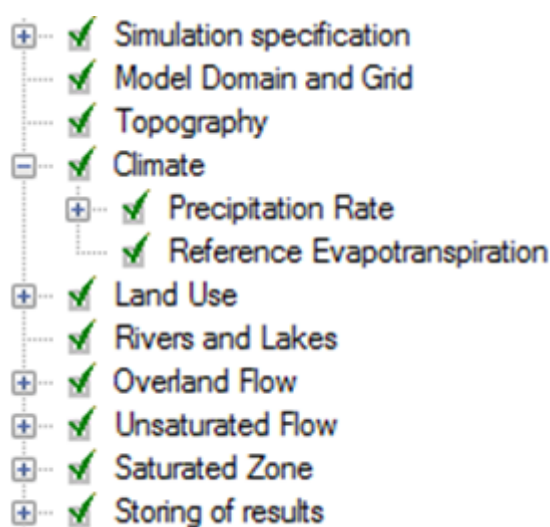 Simulation specification
Model Domain and Grid
Topography
Climate
Precipitation Rate
Reference Evapotranspiration
Land Use
Rivers and Lakes
Overland Flow
Unsaturated Flow
Saturated Zone
Storing of results